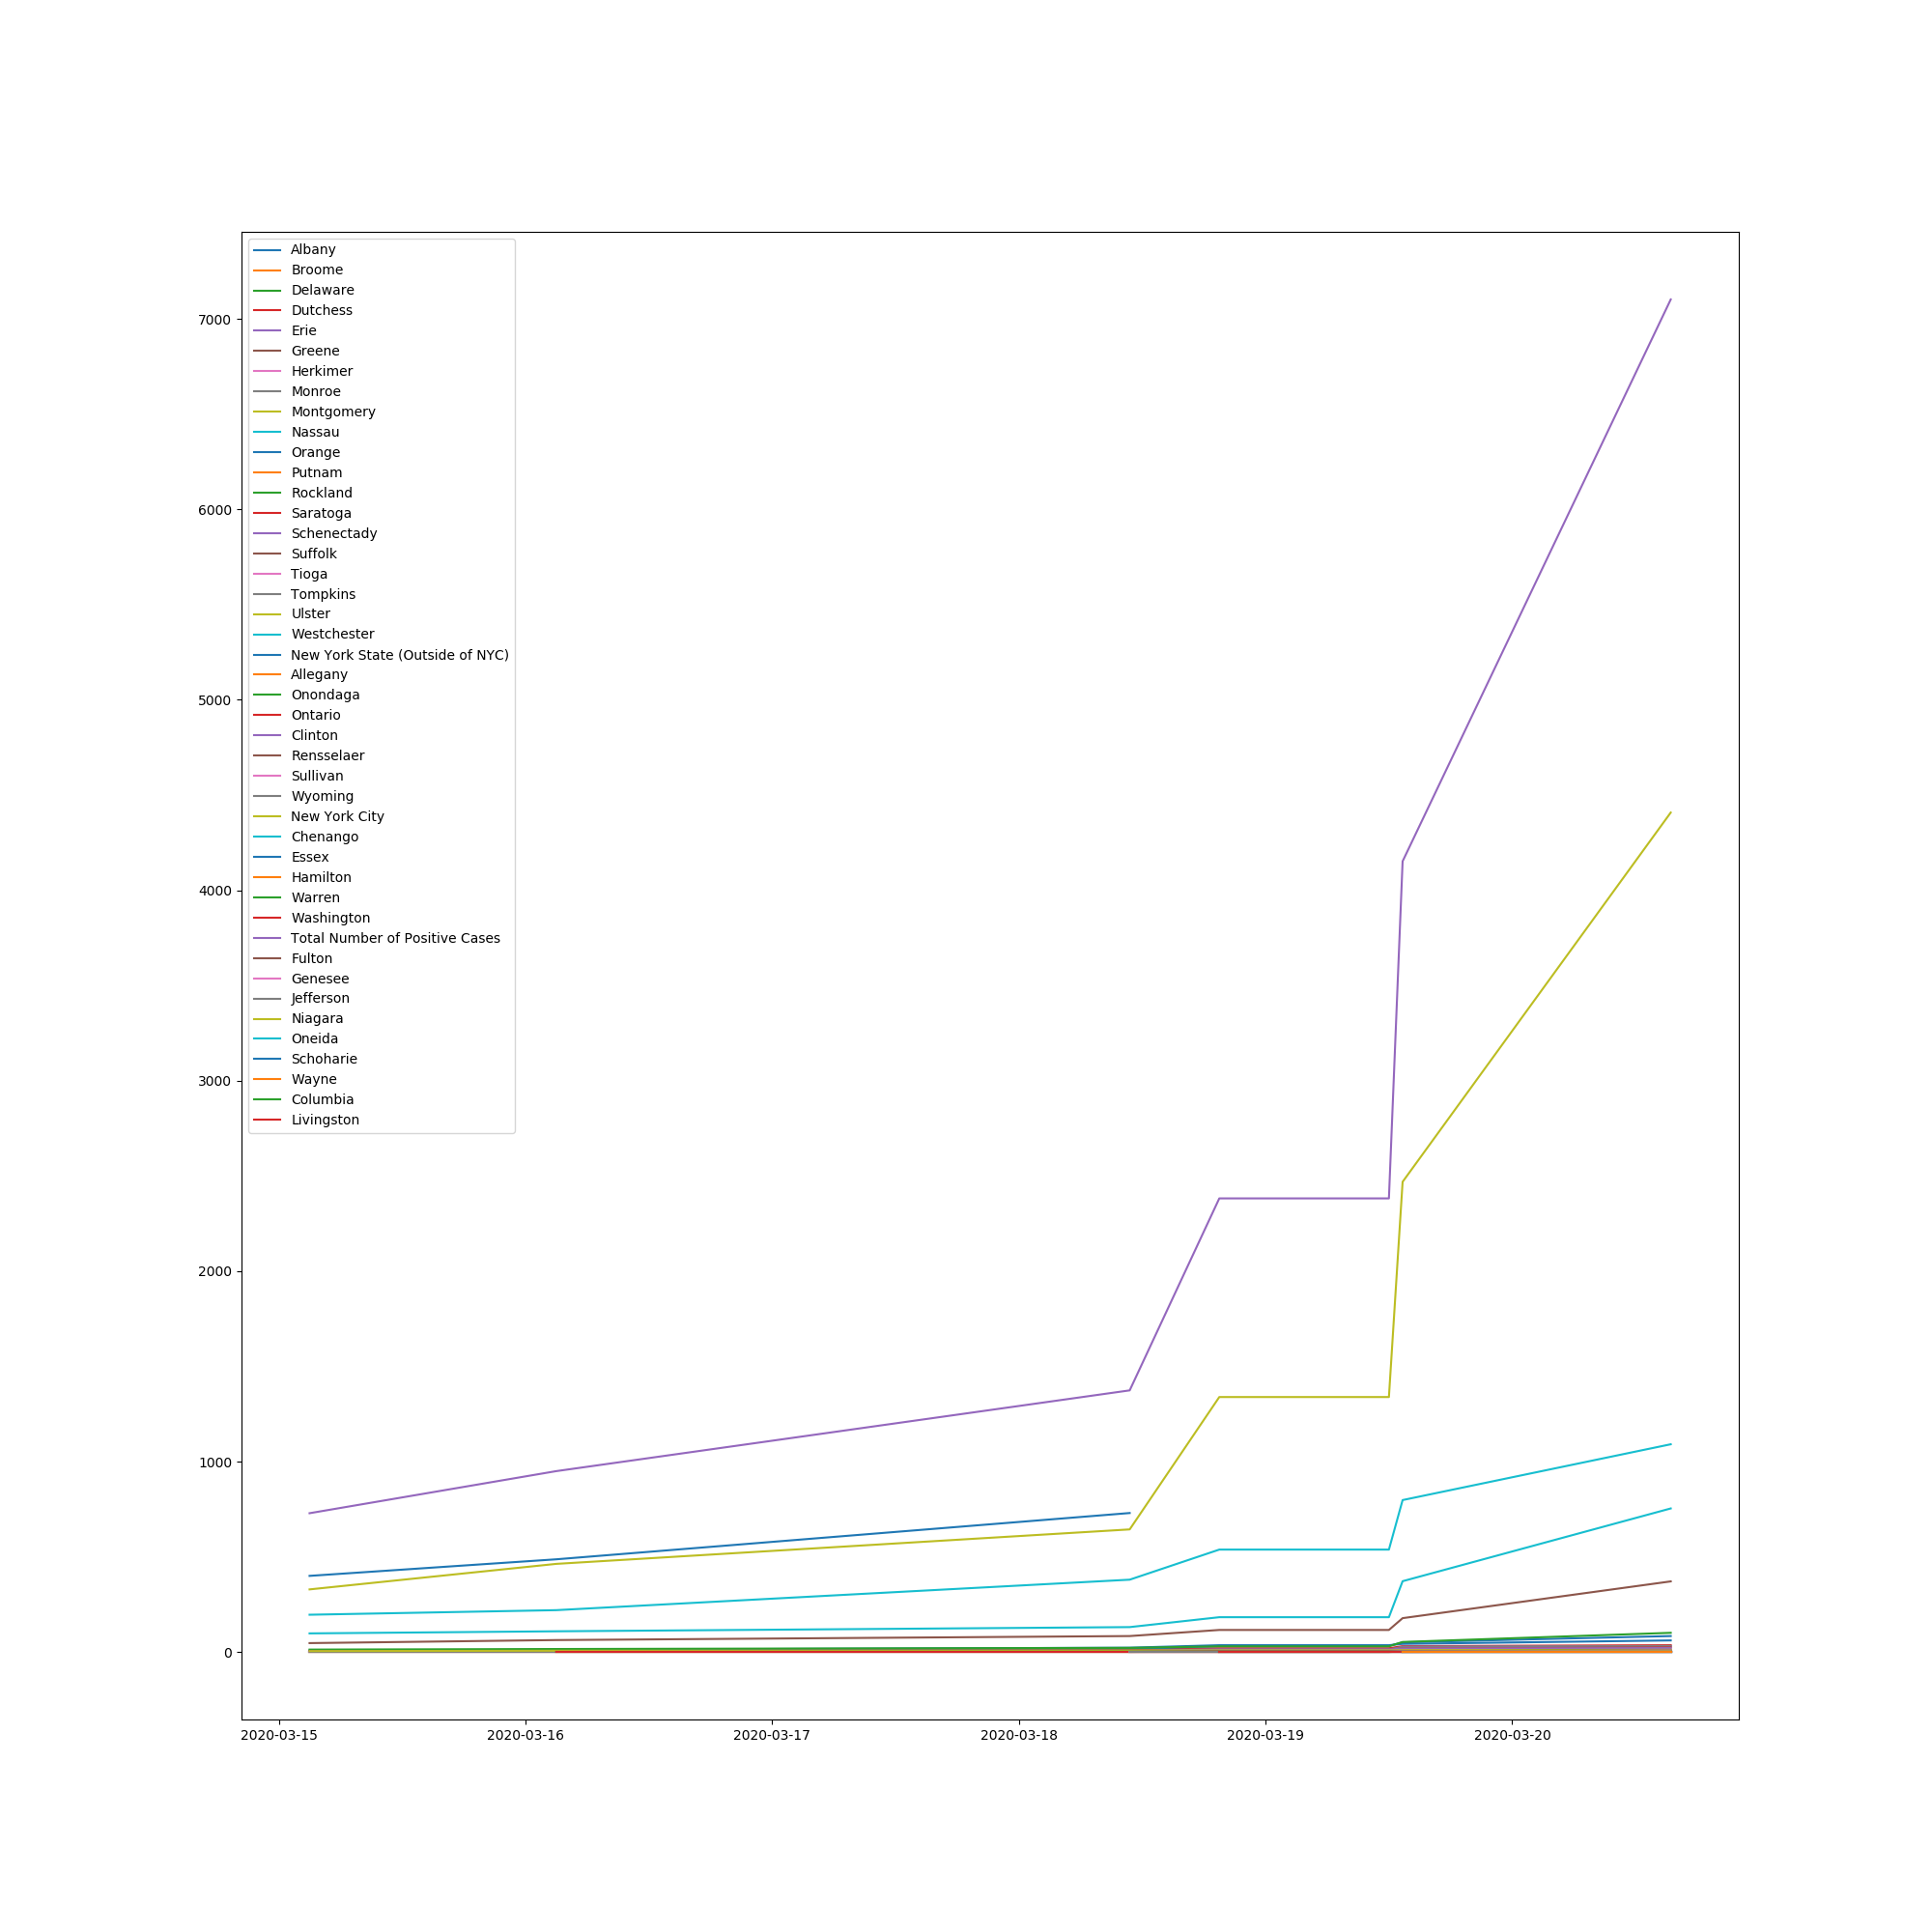 Albany
Broome
Delaware
Dutchess
Erie
Greene
Herkimer
Monroe
Montgomery
Nassau
Orange
Putnam
Rockland
Saratoga
Schenectady
Suffolk
Tioga
Tompkins
Ulster
Westchester
New York State (Outside of NYC)
Allegany
Onondaga
Ontario
Clinton
Rensselaer
Sullivan
Wyoming
New York City
Chenango
Essex
Hamilton
Warren
Washington
Total Number of Positive Cases
Fulton
Genesee
Jefferson
Niagara
Oneida
Schoharie
Wayne
Columbia
Livingston
7000
6000
5000
4000
3000
2000
1000
0
2020-03-15 2020-03-16 2020-03-17 2020-03-18 2020-03-19 2020-03-20